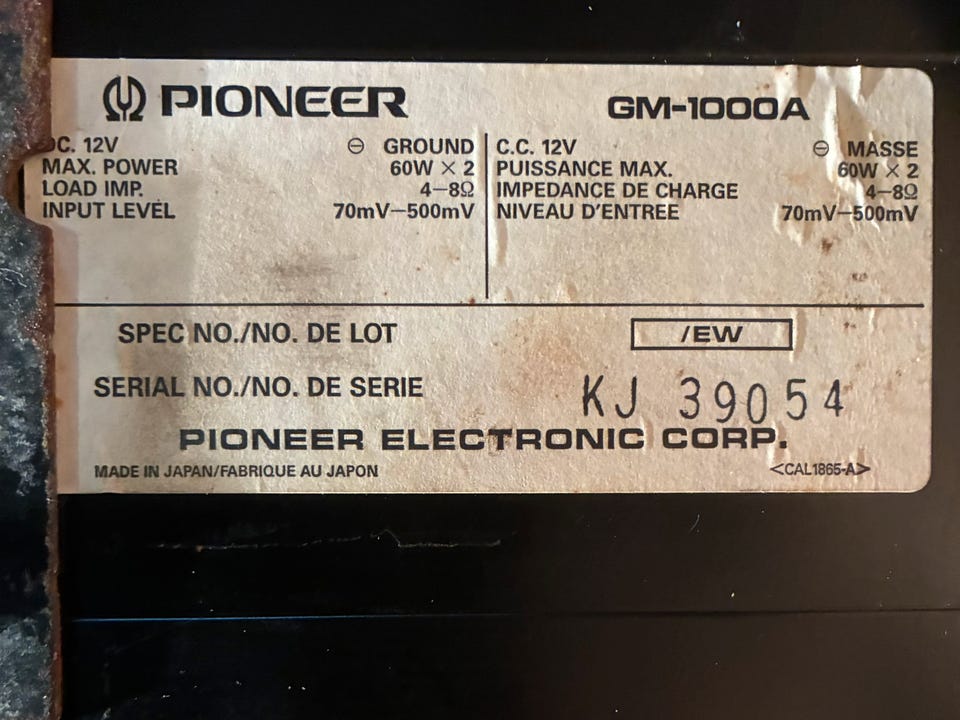 PIONEER GM-1000A
DC. 12V ⊖ GROUND
MAX. POWER 60W × 2
LOAD IMP. 4–8Ω
INPUT LEVEL 70mV–500mV
C.C. 12V ⊖ MASSE
PUISSANCE MAX. 60W × 2
IMPEDANCE DE CHARGE 4–8Ω
NIVEAU D'ENTREE 70mV–500mV
SPEC NO./NO. DE LOT /EW
SERIAL NO./NO. DE SERIE KJ 39054
PIONEER ELECTRONIC CORP.
MADE IN JAPAN/FABRIQUE AU JAPON <CAL1865-A>